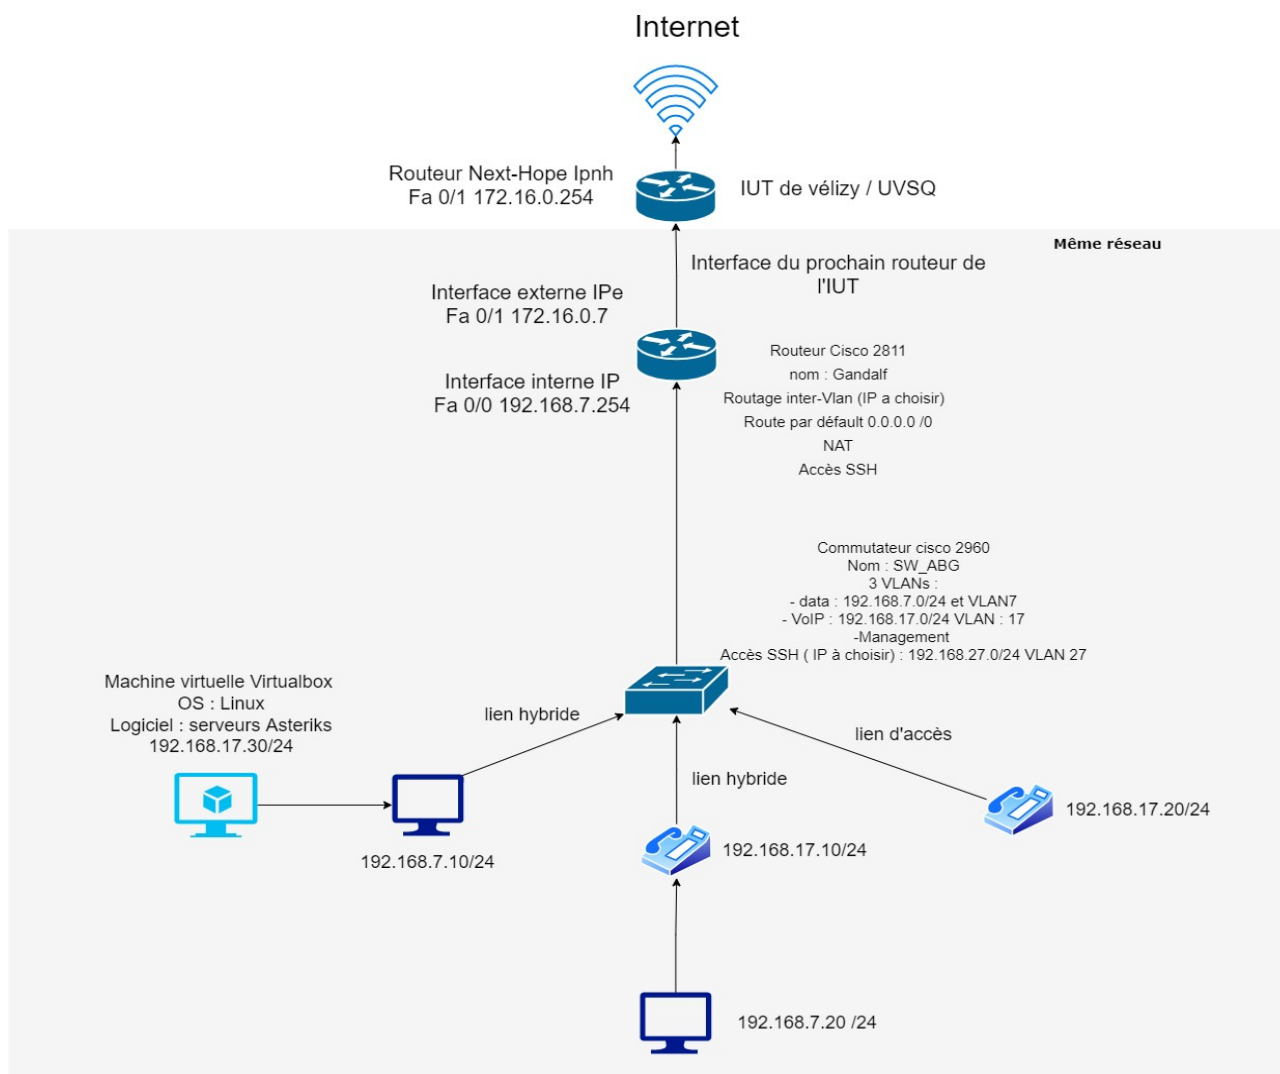 Internet
Routeur Next-Hope Ipnh
Fa 0/1 172.16.0.254
IUT de vélizy / UVSQ
Même réseau
Interface du prochain routeur de
l'IUT
Interface externe IPe
Fa 0/1 172.16.0.7
Interface interne IP
Fa 0/0 192.168.7.254
Routeur Cisco 2811
nom : Gandalf
Routage inter-Vlan (IP a choisir)
Route par défault 0.0.0.0 /0
NAT
Accès SSH
Commutateur cisco 2960
Nom : SW_ABG
3 VLANs :
- data : 192.168.7.0/24 et VLAN7
- VoIP : 192.168.17.0/24 VLAN : 17
-Management
Accès SSH ( IP à choisir) : 192.168.27.0/24 VLAN 27
Machine virtuelle Virtualbox
OS : Linux
Logiciel : serveurs Asteriks
192.168.17.30/24
lien hybride
lien d'accès
lien hybride
192.168.17.20/24
192.168.7.10/24
192.168.17.10/24
192.168.7.20 /24